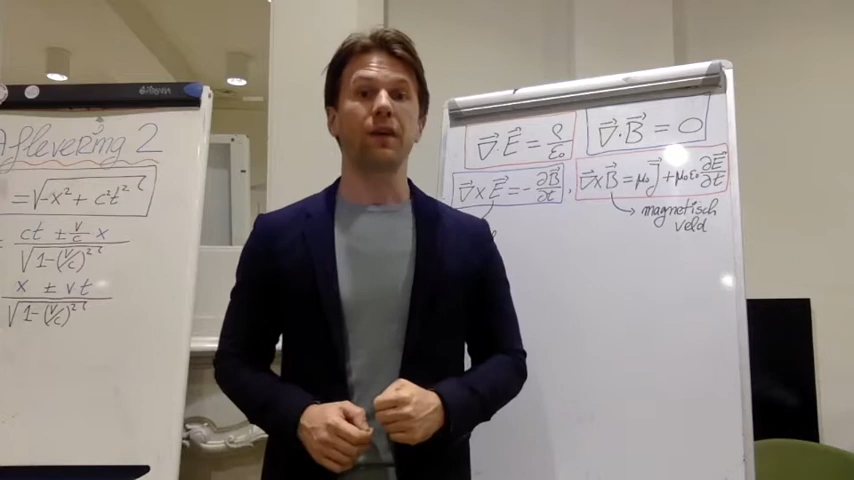 Aflevering 2
= √-x² + c²t²
ct ± v/c x
√1-(v/c)²
x ± vt
√1-(v/c)²
∇⃗·E⃗ = ρ/ε₀
∇⃗·B⃗ = 0
∇⃗×E⃗ = -∂B⃗/∂t , ∇⃗×B⃗ = μ₀J⃗ + μ₀ε₀ ∂E⃗/∂t
magnetisch
veld